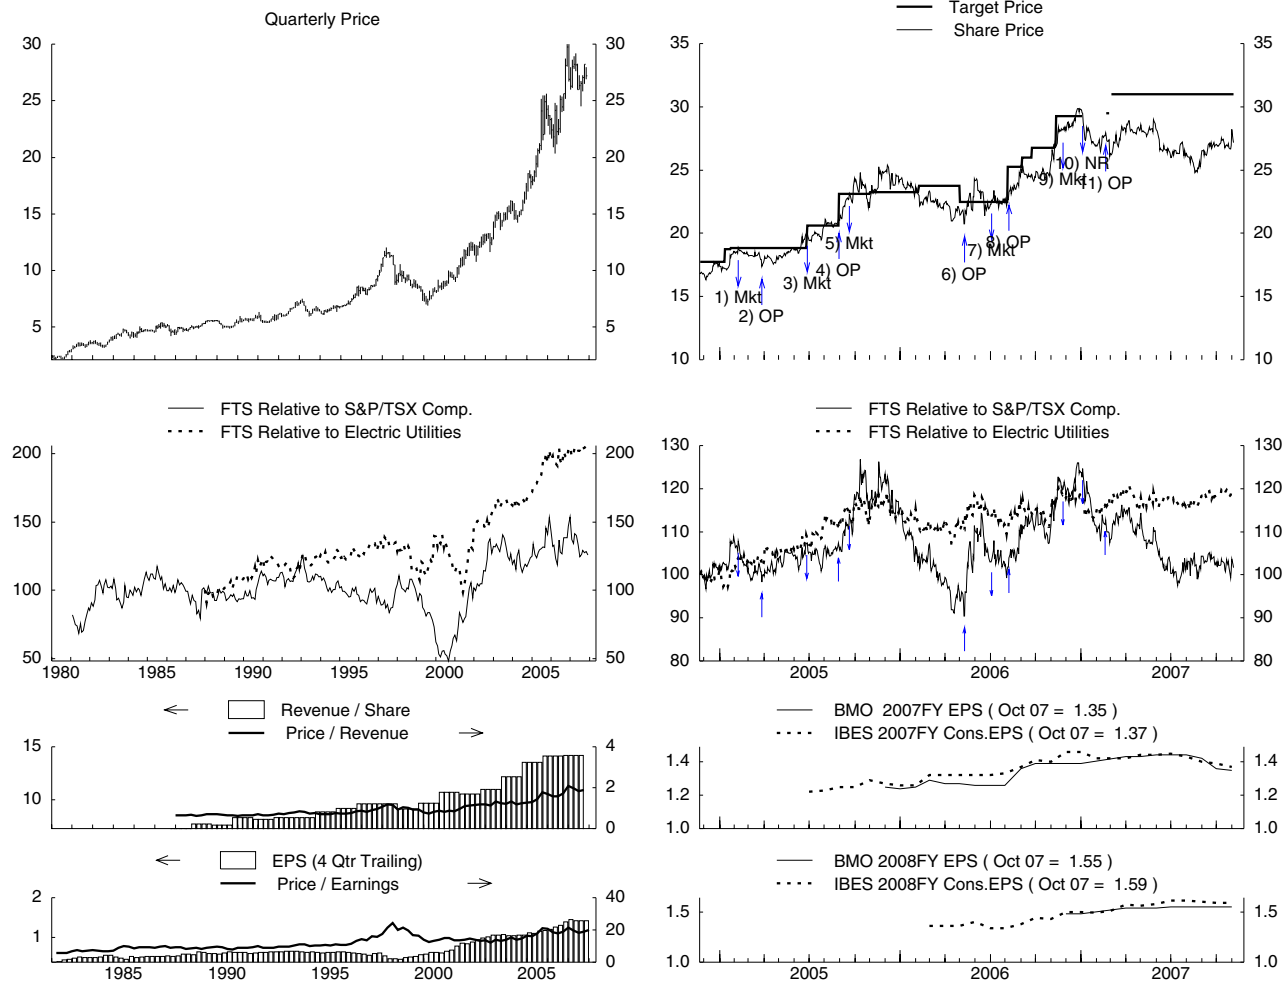 Quarterly Price
30 30
25 25
20 20
15 15
10 10
5 5
Target Price
Share Price
35 35
30 30
25 25
20 20
15 15
10 10
1) Mkt
2) OP
3) Mkt
4) OP
5) Mkt
6) OP
7) Mkt
8) OP
9) Mkt
10) NR
11) OP
FTS Relative to S&P/TSX Comp.
FTS Relative to Electric Utilities
200 200
150 150
100 100
50 50
1980 1985 1990 1995 2000 2005
FTS Relative to S&P/TSX Comp.
FTS Relative to Electric Utilities
130 130
120 120
110 110
100 100
90 90
80 80
2005 2006 2007
Revenue / Share
Price / Revenue
15 4
10 2
0
BMO 2007FY EPS ( Oct 07 = 1.35 )
IBES 2007FY Cons.EPS ( Oct 07 = 1.37 )
1.4 1.4
1.2 1.2
1.0 1.0
EPS (4 Qtr Trailing)
Price / Earnings
2 40
1 20
0
1985 1990 1995 2000 2005
BMO 2008FY EPS ( Oct 07 = 1.55 )
IBES 2008FY Cons.EPS ( Oct 07 = 1.59 )
1.5 1.5
1.0 1.0
2005 2006 2007